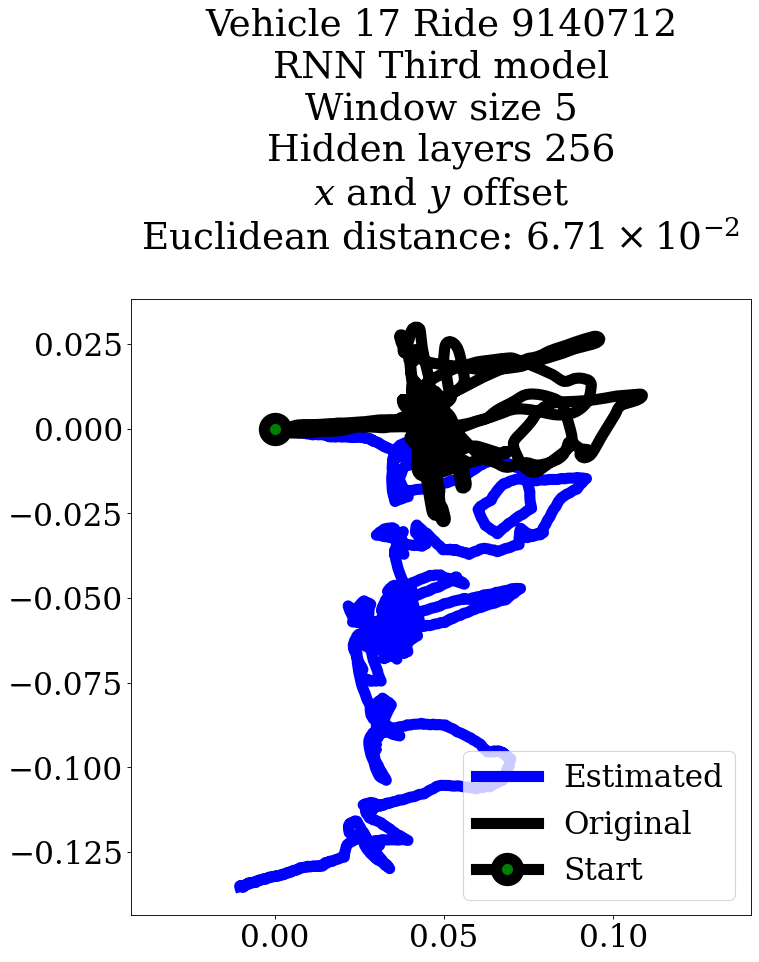 Vehicle 17 Ride 9140712
RNN Third model
Window size 5
Hidden layers 256
x and y offset
Euclidean distance: 6.71 × 10⁻²
0.025
0.000
−0.025
−0.050
−0.075
−0.100
−0.125
Estimated
Original
Start
0.00 0.05 0.10